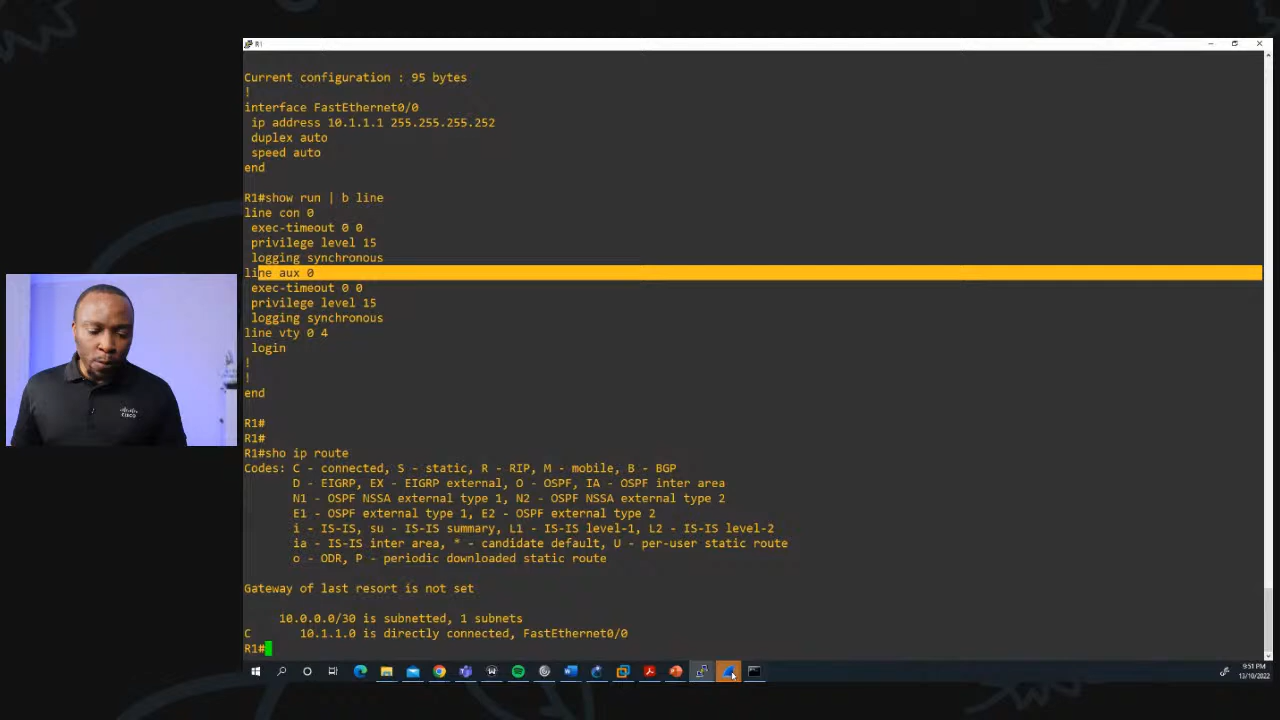 R1
Current configuration : 95 bytes
!
interface FastEthernet0/0
ip address 10.1.1.1 255.255.255.252
duplex auto
speed auto
end
R1#show run | b line
line con 0
exec-timeout 0 0
privilege level 15
logging synchronous
line aux 0
exec-timeout 0 0
privilege level 15
logging synchronous
line vty 0 4
login
!
!
end
R1#
R1#
R1#sho ip route
Codes: C - connected, S - static, R - RIP, M - mobile, B - BGP
D - EIGRP, EX - EIGRP external, O - OSPF, IA - OSPF inter area
N1 - OSPF NSSA external type 1, N2 - OSPF NSSA external type 2
E1 - OSPF external type 1, E2 - OSPF external type 2
i - IS-IS, su - IS-IS summary, L1 - IS-IS level-1, L2 - IS-IS level-2
ia - IS-IS inter area, * - candidate default, U - per-user static route
o - ODR, P - periodic downloaded static route
Gateway of last resort is not set
10.0.0.0/30 is subnetted, 1 subnets
C 10.1.1.0 is directly connected, FastEthernet0/0
R1#
CISCO
9:51 PM
13/10/2022